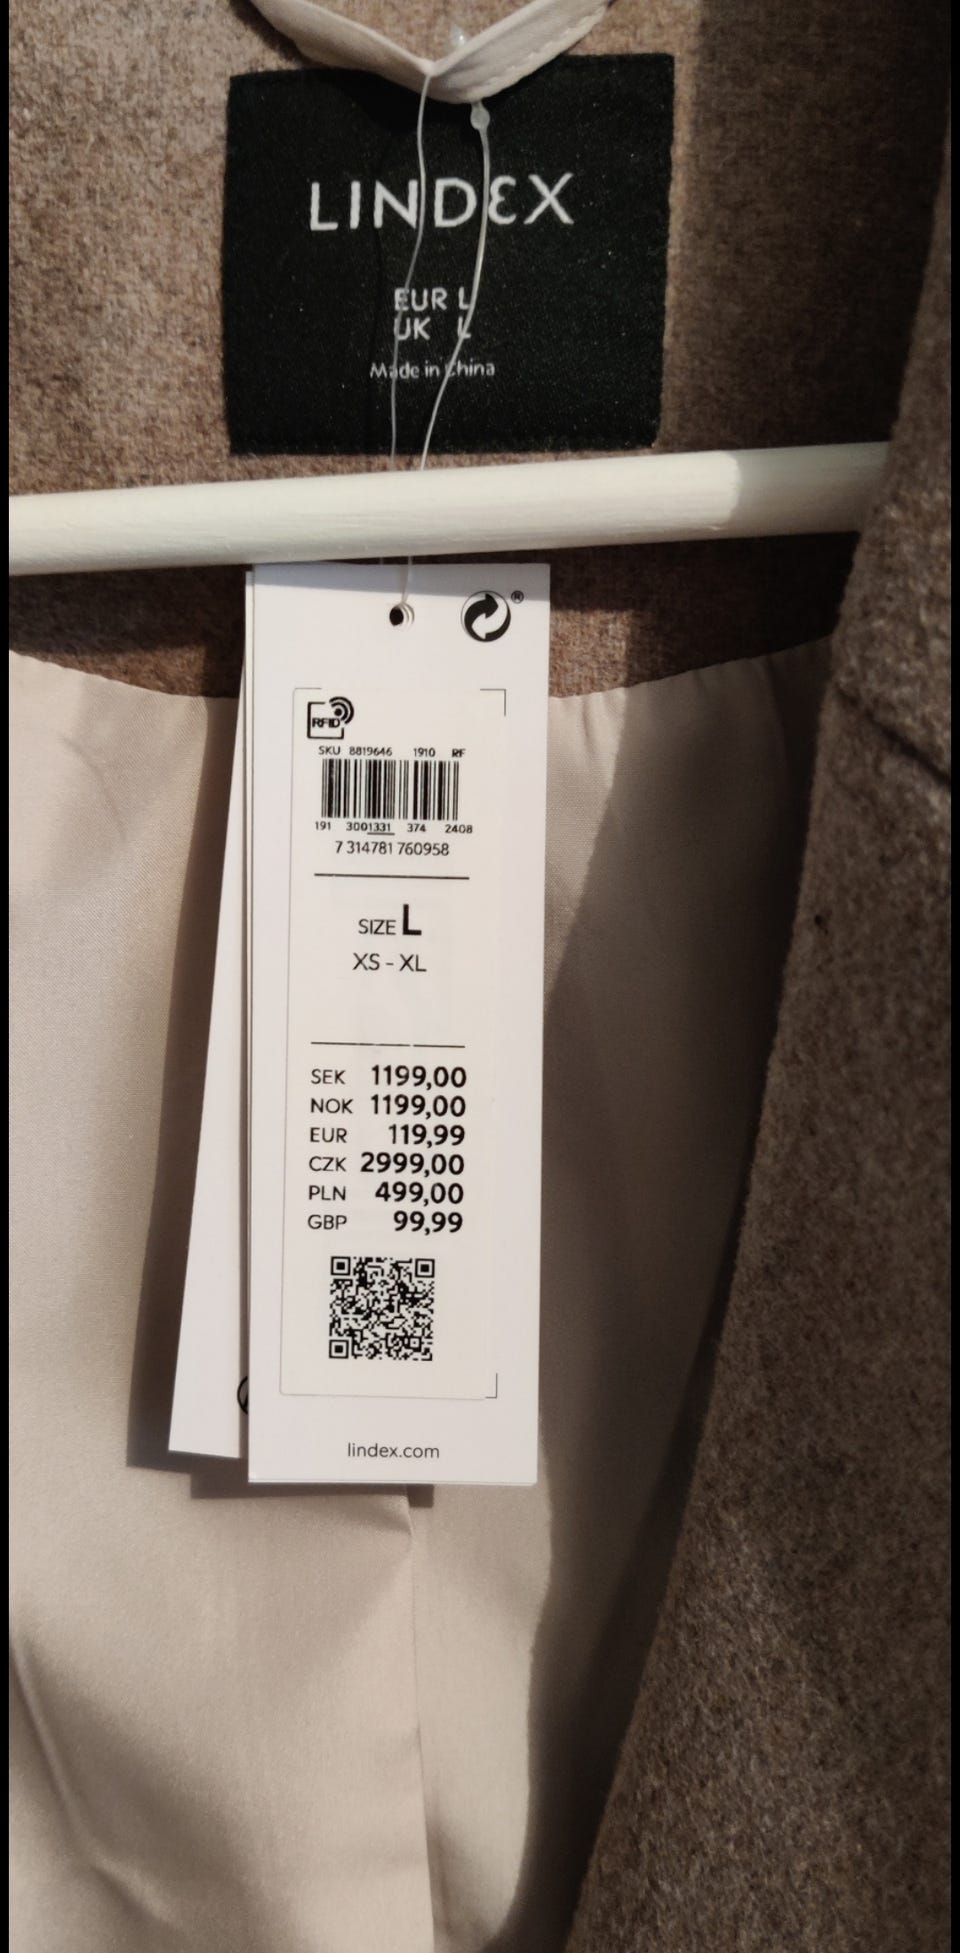 LINDEX
EUR L
UK L
Made in China
®
RFID
SKU 8819646 1910 RF
191 3001331 374 2408
7 314781 760958
SIZE L
XS - XL
SEK 1199,00
NOK 1199,00
EUR 119,99
CZK 2999,00
PLN 499,00
GBP 99,99
lindex.com